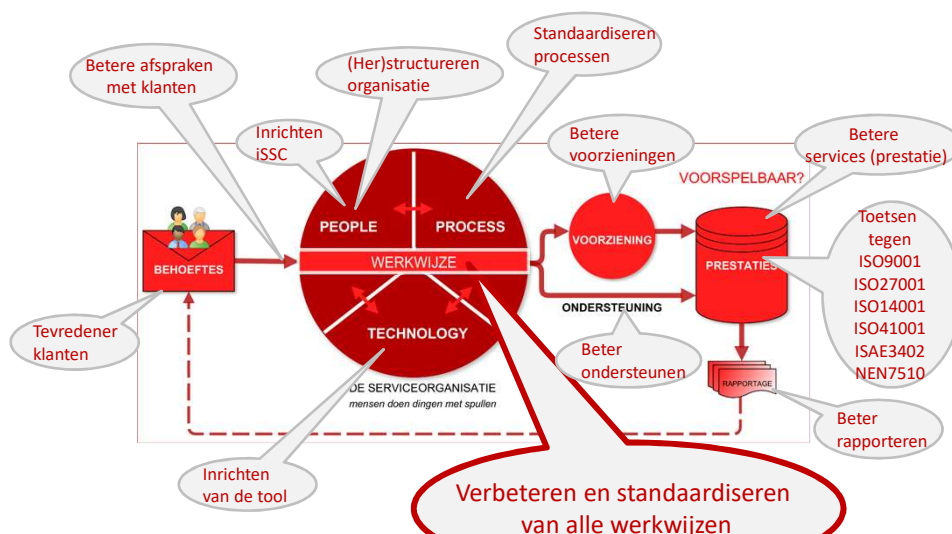 Standaardiseren
processen
(Her)structureren
organisatie
Betere afspraken
met klanten
Inrichten
iSSC
Betere
voorzieningen
Betere
services (prestatie)
VOORSPELBAAR?
PEOPLE
PROCESS
WERKWIJZE
TECHNOLOGY
BEHOEFTES
VOORZIENING
PRESTATIES
ONDERSTEUNING
Toetsen
tegen
ISO9001
ISO27001
ISO14001
ISO41001
ISAE3402
NEN7510
Tevredener
klanten
Beter
ondersteunen
DE SERVICEORGANISATIE
mensen doen dingen met spullen
RAPPORTAGE
Beter
rapporteren
Inrichten
van de tool
Verbeteren en standaardiseren
van alle werkwijzen